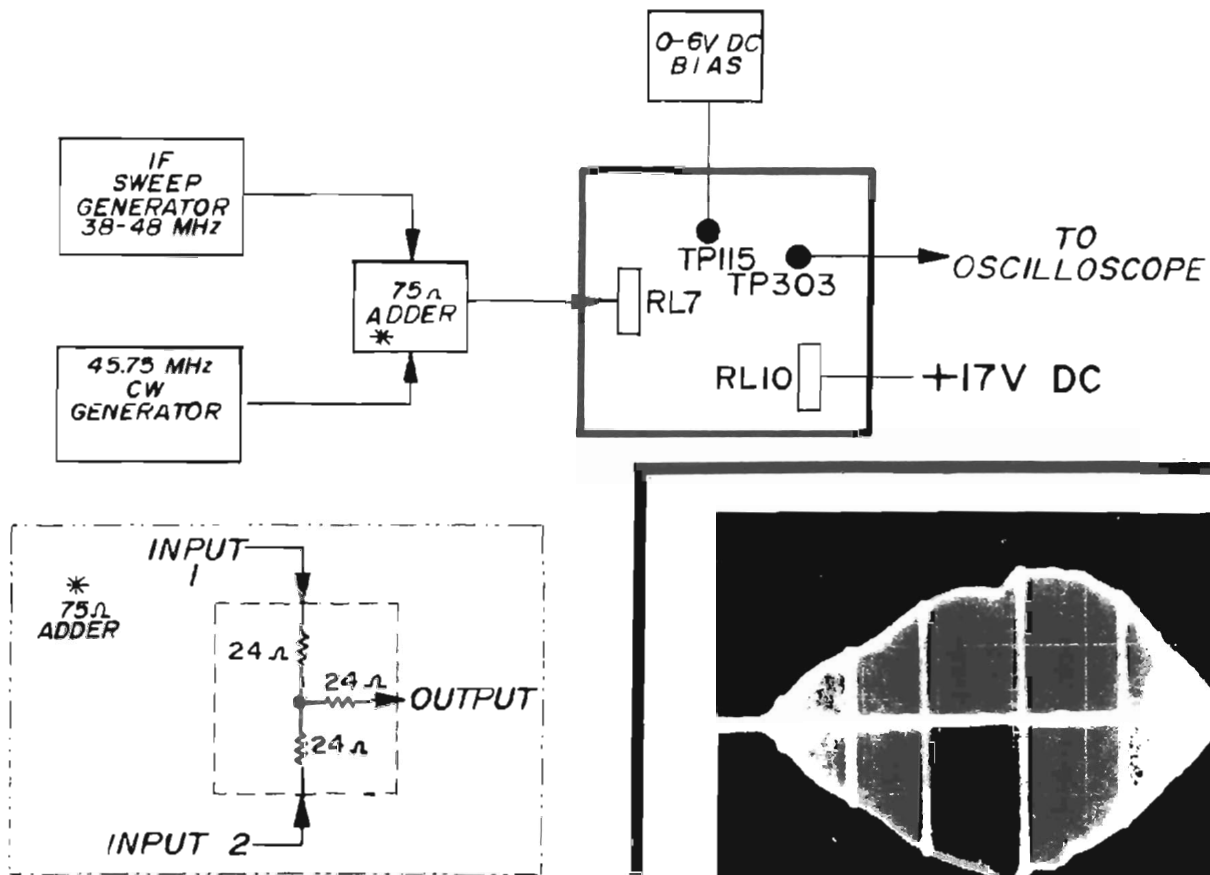 0-6V DC
BIAS
IF
SWEEP
GENERATOR
38-48 MHz
75Ω
ADDER
*
45.75 MHz
CW
GENERATOR
TP115
TP303
RL7
RL10
TO
OSCILLOSCOPE
+17V DC
*
75Ω
ADDER
INPUT
1
24Ω
24Ω
OUTPUT
24Ω
INPUT 2